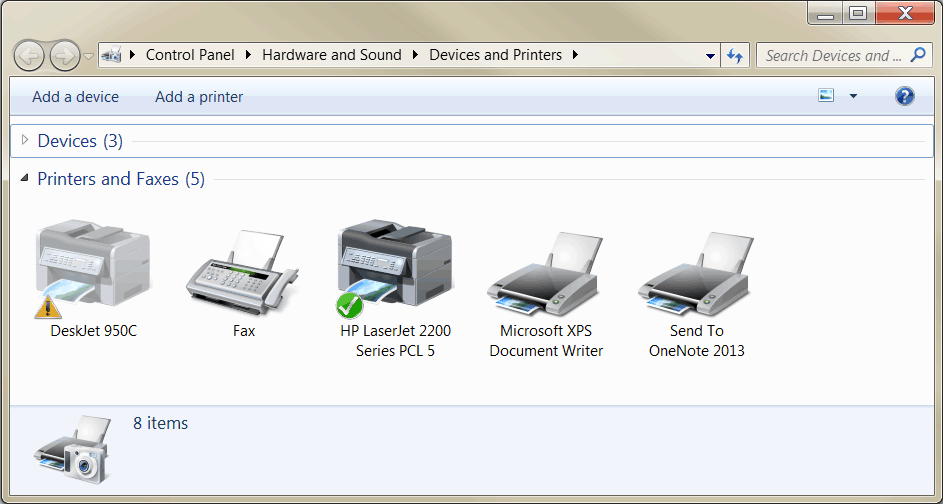 Control Panel Hardware and Sound Devices and Printers
Search Devices and ...
Add a device Add a printer
Devices (3)
Printers and Faxes (5)
DeskJet 950C
Fax
HP LaserJet 2200
Series PCL 5
Microsoft XPS
Document Writer
Send To
OneNote 2013
8 items